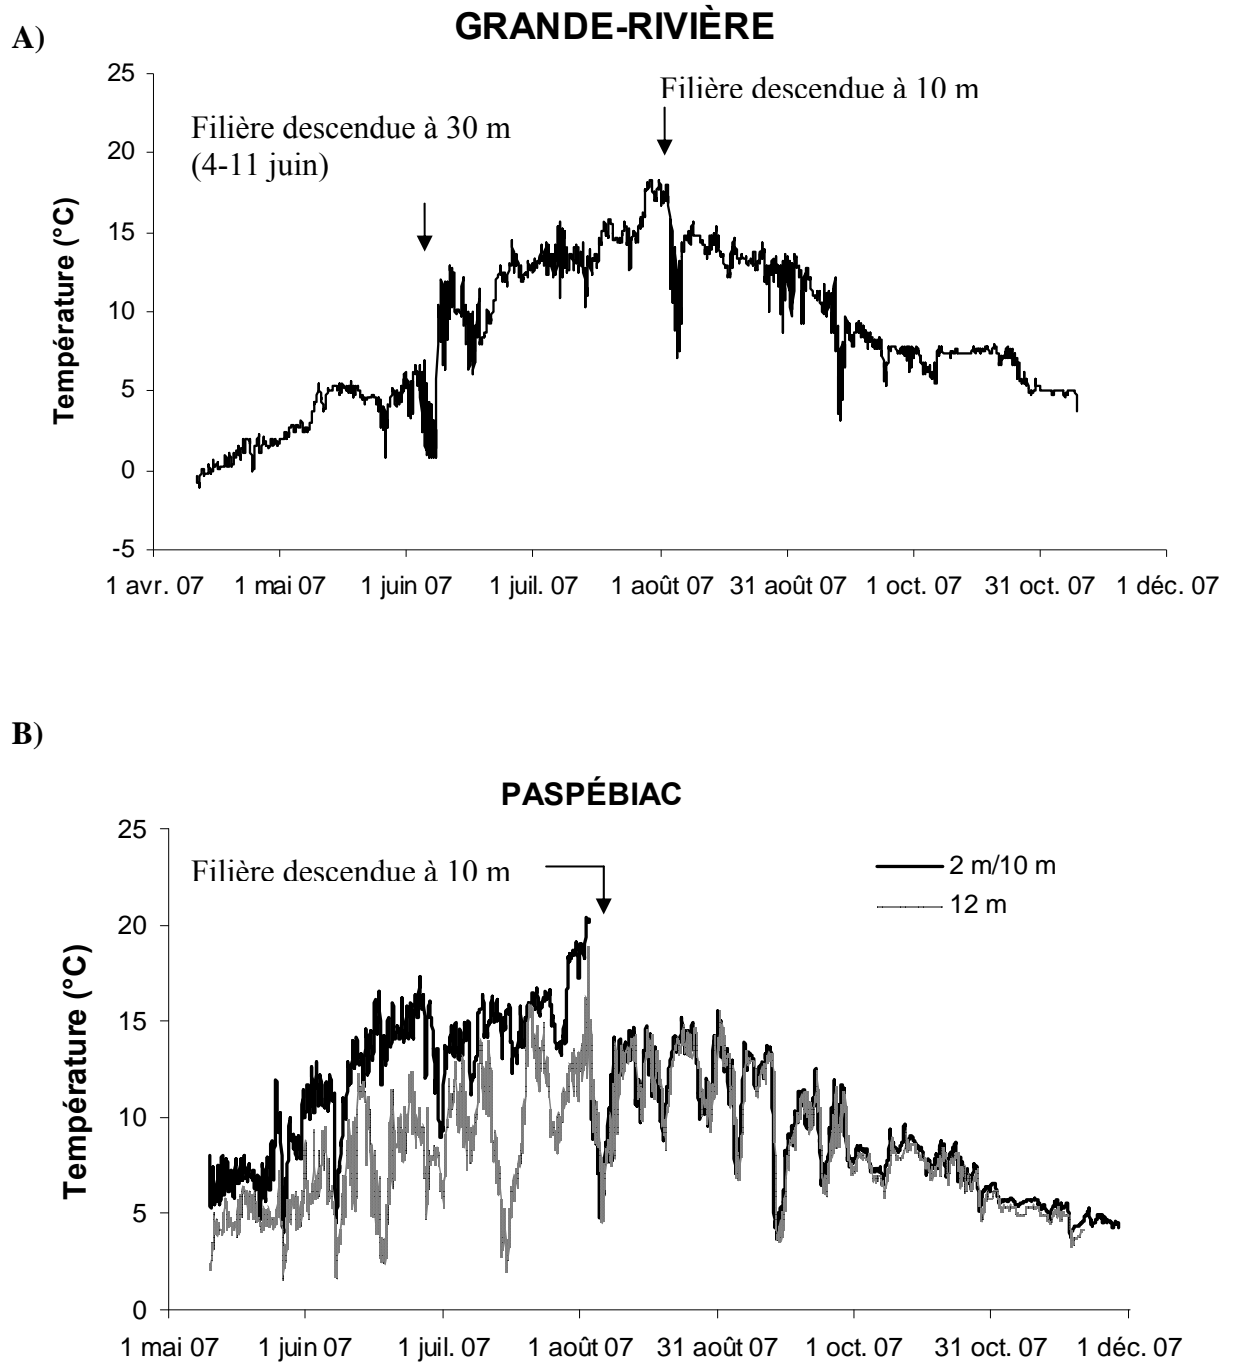 A)
GRANDE-RIVIÈRE
25
Filière descendue à 10 m
Filière descendue à 30 m
(4-11 juin)
20
15
10
5
0
-5
Température (°C)
1 avr. 07 1 mai 07 1 juin 07 1 juil. 07 1 août 07 31 août 07 1 oct. 07 31 oct. 07 1 déc. 07
B)
PASPÉBIAC
25
Filière descendue à 10 m
2 m/10 m
12 m
20
15
10
5
0
Température (°C)
1 mai 07 1 juin 07 1 juil. 07 1 août 07 31 août 07 1 oct. 07 31 oct. 07 1 déc. 07